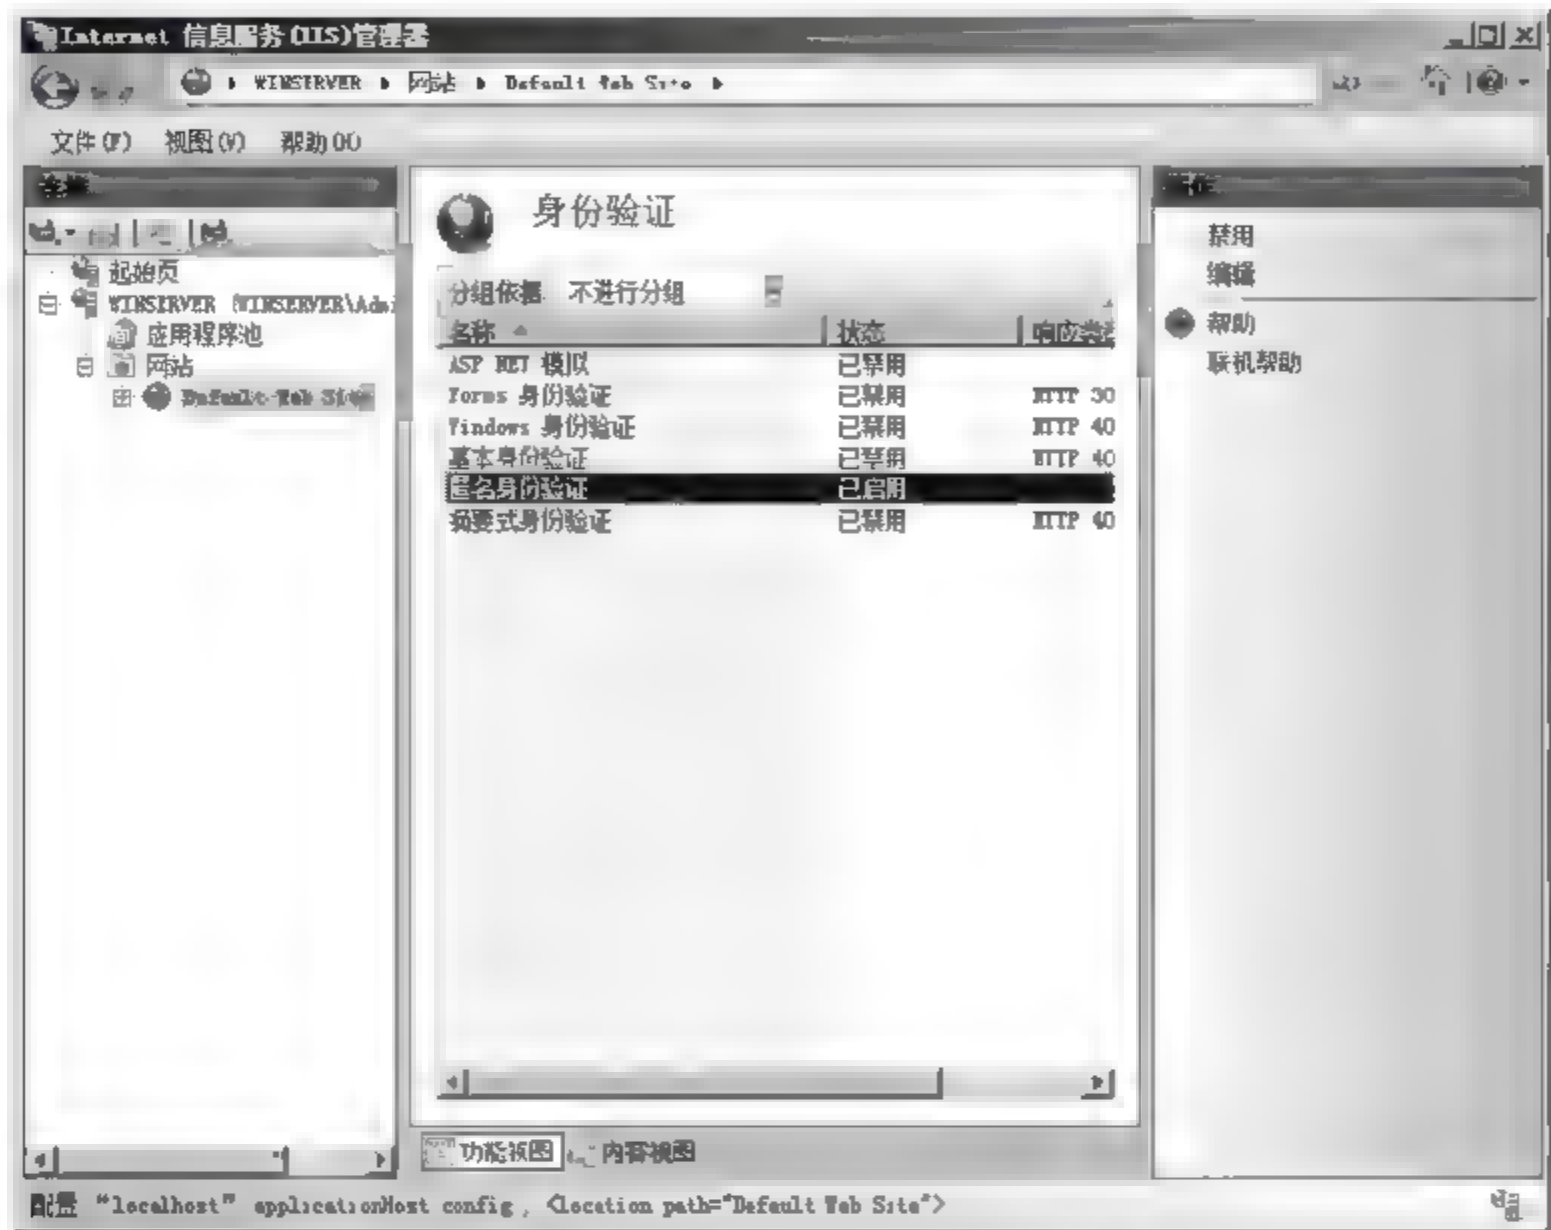 Internet 信息服务(IIS)管理器
WINSERVER 网站 Default Web Site
文件(F) 视图(V) 帮助(H)
起始页
WINSERVER (WINSERVER\Admi
应用程序池
网站
Default Web Site
身份验证
分组依据: 不进行分组
名称 状态 响应类型
ASP NET 模拟 已禁用
Forms 身份验证 已禁用 HTTP 30
Windows 身份验证 已禁用 HTTP 40
基本身份验证 已禁用 HTTP 40
匿名身份验证 已启用
摘要式身份验证 已禁用 HTTP 40
功能视图 内容视图
禁用
编辑
帮助
联机帮助
配置 "localhost" applicationHost config, <location path="Default Web Site">